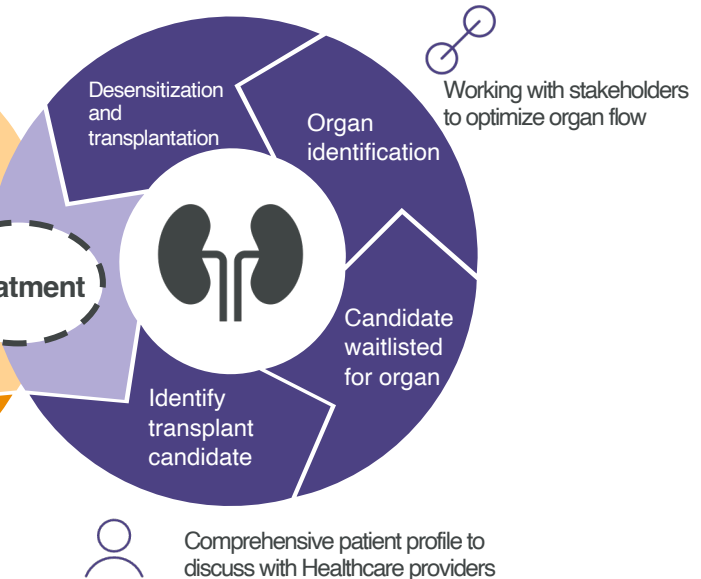 Working with stakeholders
to optimize organ flow
Desensitization
and
transplantation
Organ
identification
Candidate
waitlisted
for organ
Identify
transplant
candidate
Comprehensive patient profile to
discuss with Healthcare providers